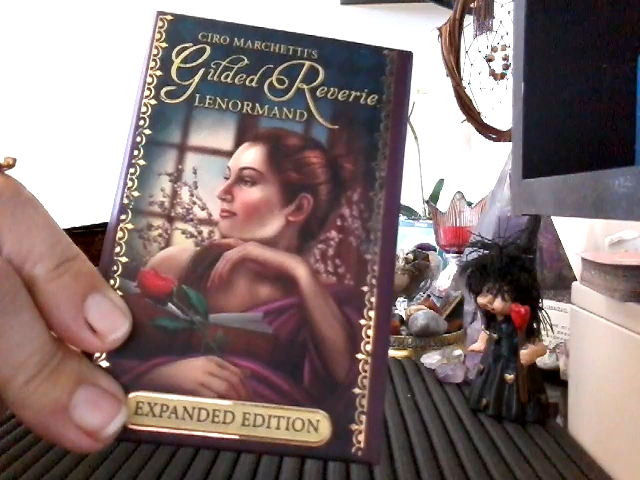 CIRO MARCHETTI'S
Gilded Reverie
LENORMAND
EXPANDED EDITION